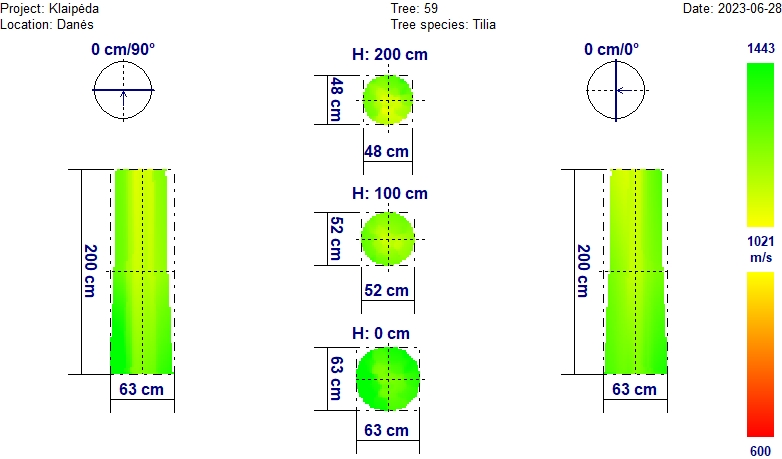 Project: Klaipėda
Tree: 59
Date: 2023-06-28
Location: Danės
Tree species: Tilia
0 cm/90°
H: 200 cm
0 cm/0°
1443
48 cm
48 cm
H: 100 cm
52 cm
52 cm
200 cm
200 cm
1021
m/s
H: 0 cm
63 cm
63 cm
63 cm
63 cm
600